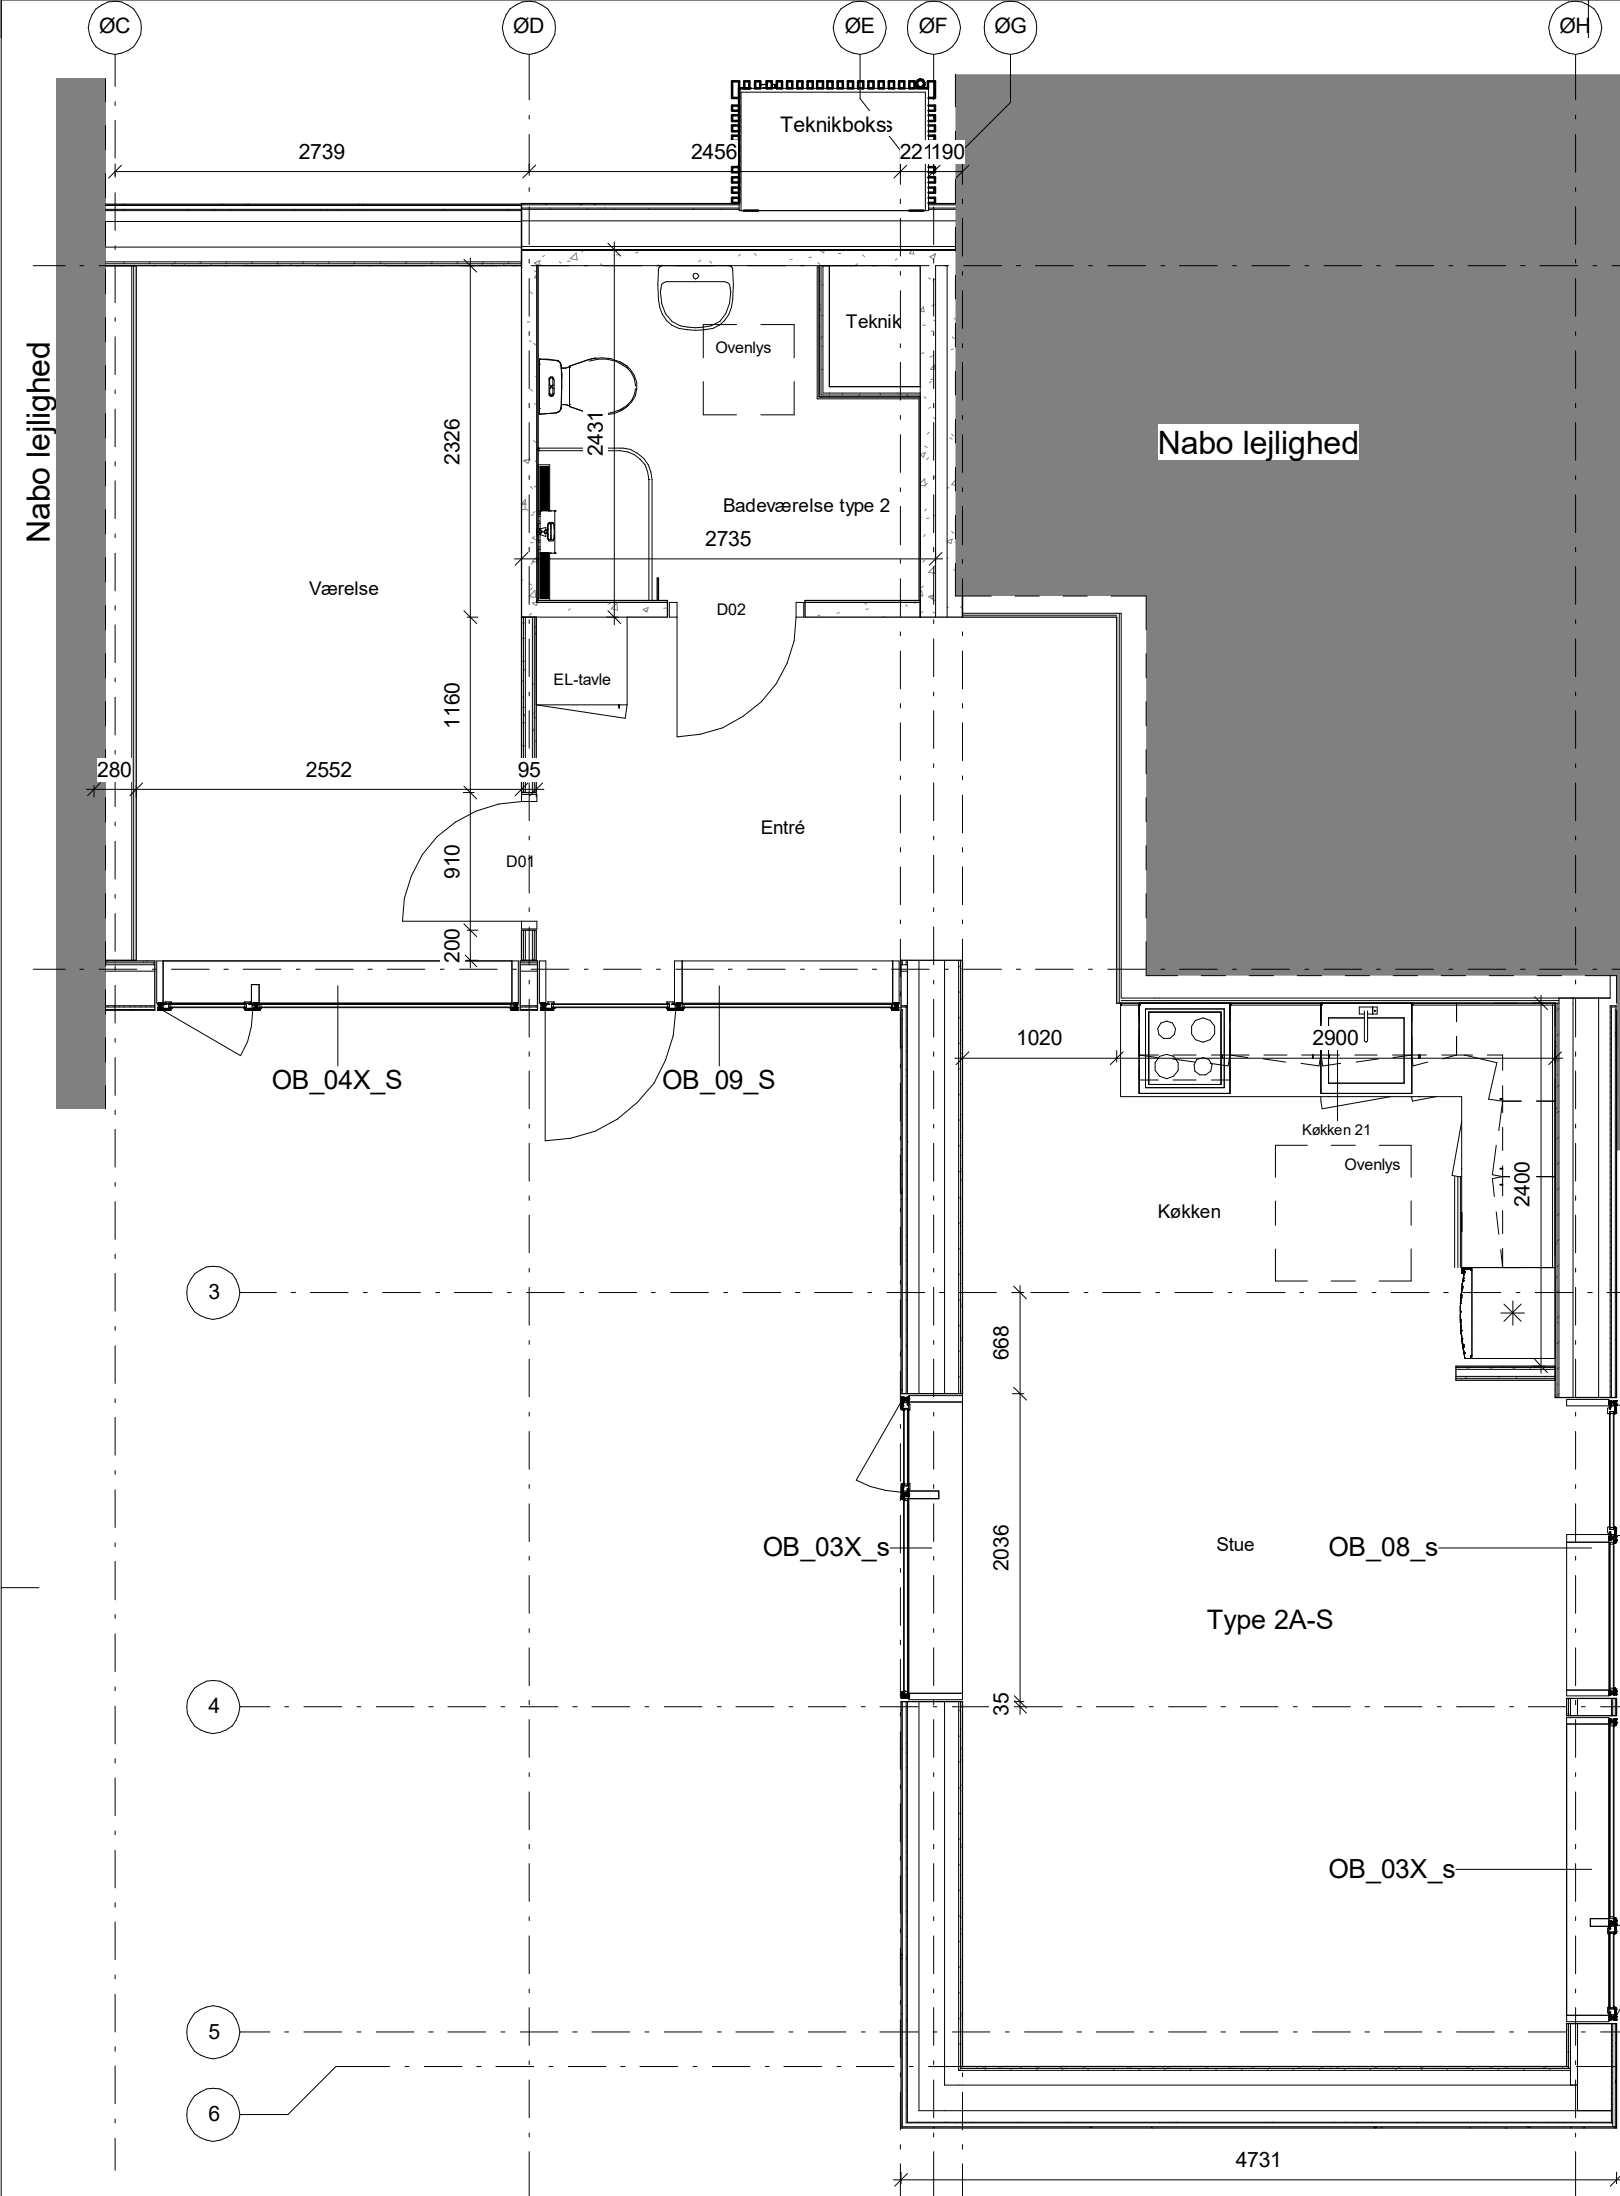 ØC
ØD
ØE
ØF
ØG
ØH
Teknikboks
2739
2456
221
190
Nabo lejlighed
Teknik
Ovenlys
2326
2431
Nabo lejlighed
Badeværelse type 2
2735
Værelse
D02
EL-tavle
1160
280
2552
95
Entré
910
D01
200
1020
2900
OB_04X_S
OB_09_S
Køkken 21
Ovenlys
2400
Køkken
3
668
2036
OB_03X_s
Stue
OB_08_s
Type 2A-S
35
4
OB_03X_s
5
6
4731